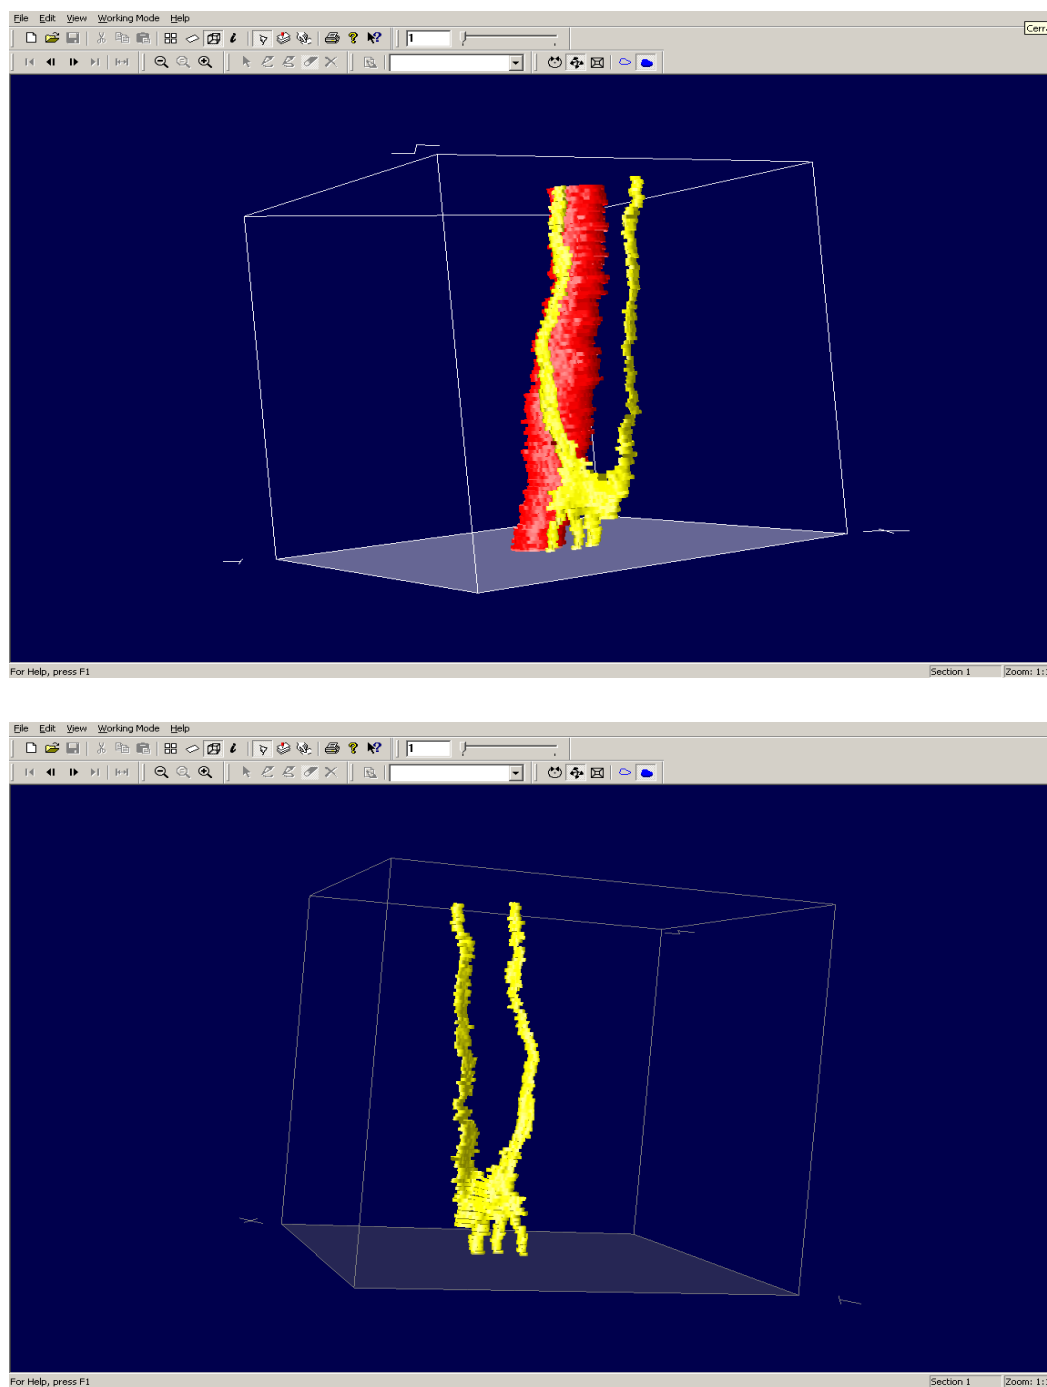 File Edit View Working Mode Help
Cerr
1
For Help, press F1
Section 1
Zoom: 1:
File Edit View Working Mode Help
1
For Help, press F1
Section 1
Zoom: 1: